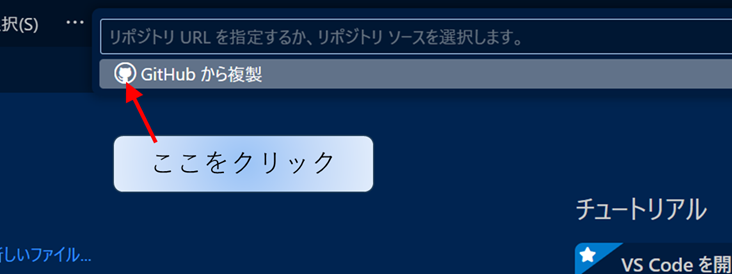 択(S) …
リポジトリ URL を指定するか、リポジトリ ソースを選択します。
GitHub から複製
ここをクリック
チュートリアル
しいファイル...
VS Code を開